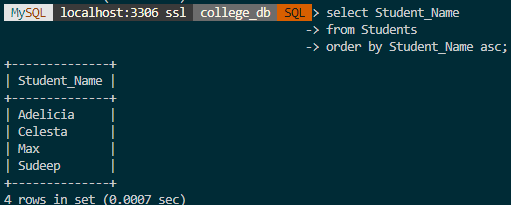 MySQL localhost:3306 ssl college_db SQL > select Student_Name
-> from Students
-> order by Student_Name asc;
+--------------+
| Student_Name |
+--------------+
| Adelicia     |
| Celesta      |
| Max          |
| Sudeep       |
+--------------+
4 rows in set (0.0007 sec)